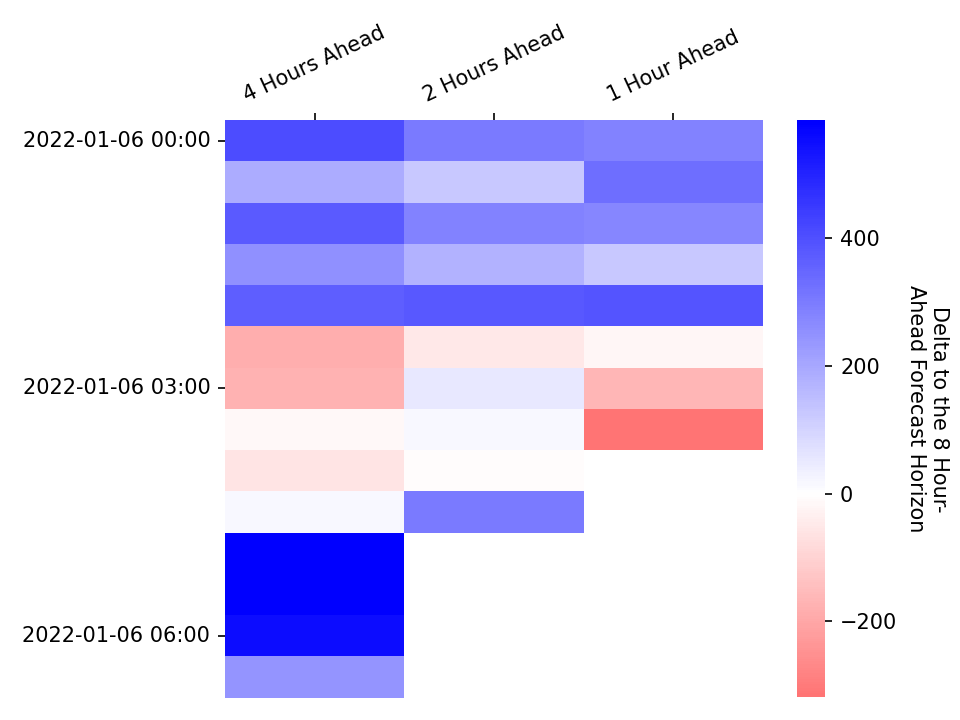 4 Hours Ahead
2 Hours Ahead
1 Hour Ahead
2022-01-06 00:00
2022-01-06 03:00
2022-01-06 06:00
400
200
0
−200
Delta to the 8 Hour-
Ahead Forecast Horizon